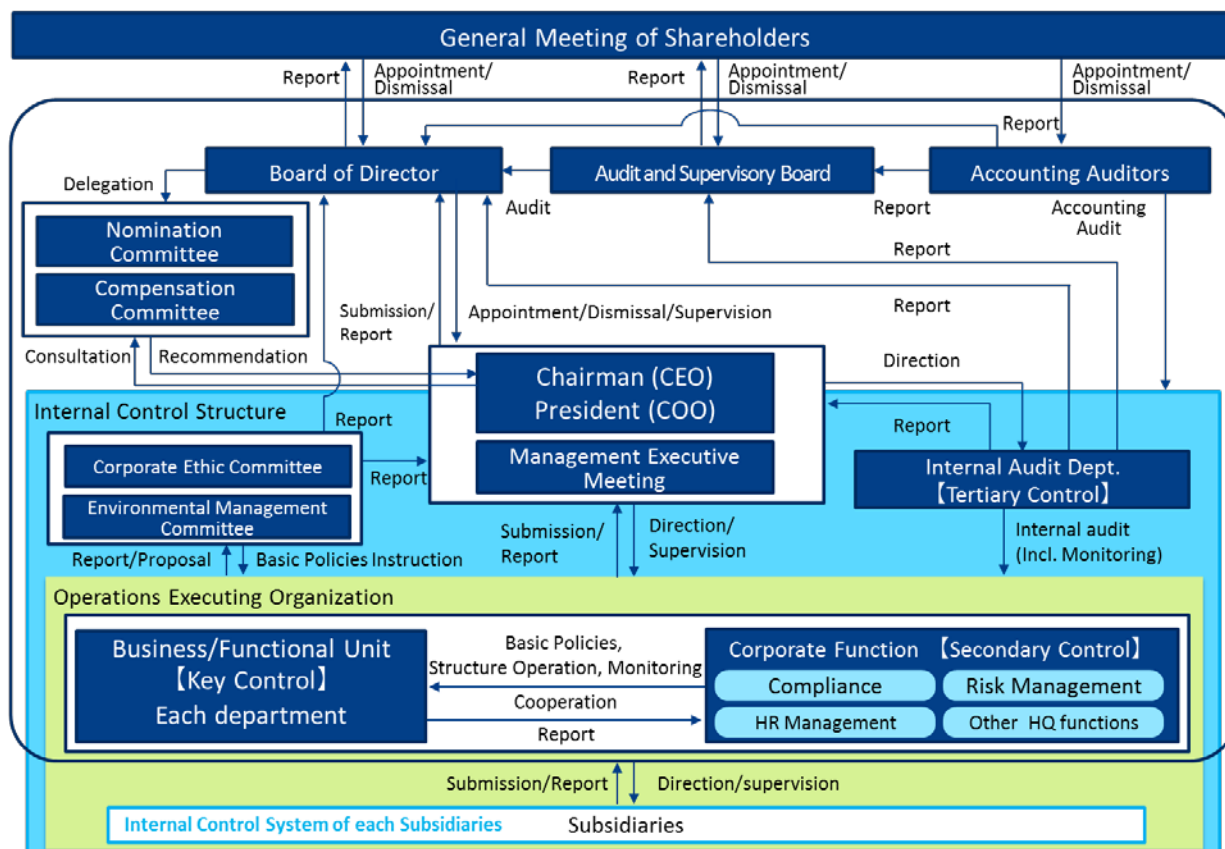 General Meeting of Shareholders
Report
Appointment/
Dismissal
Report
Appointment/
Dismissal
Appointment/
Dismissal
Report
Board of Director
Audit and Supervisory Board
Accounting Auditors
Delegation
Audit
Report
Accounting
Audit
Nomination
Committee
Compensation
Committee
Report
Submission/
Report
Appointment/Dismissal/Supervision
Report
Consultation
Recommendation
Chairman (CEO)
President (COO)
Direction
Internal Control Structure
Report
Report
Corporate Ethic Committee
Environmental Management
Committee
Report
Management Executive
Meeting
Internal Audit Dept.
【Tertiary Control】
Report/Proposal
Basic Policies Instruction
Submission/
Report
Direction/
Supervision
Internal audit
(Incl. Monitoring)
Operations Executing Organization
Business/Functional Unit
【Key Control】
Each department
Basic Policies,
Structure Operation, Monitoring
Cooperation
Report
Corporate Function 【Secondary Control】
Compliance
Risk Management
HR Management
Other HQ functions
Submission/Report
Direction/supervision
Internal Control System of each Subsidiaries
Subsidiaries